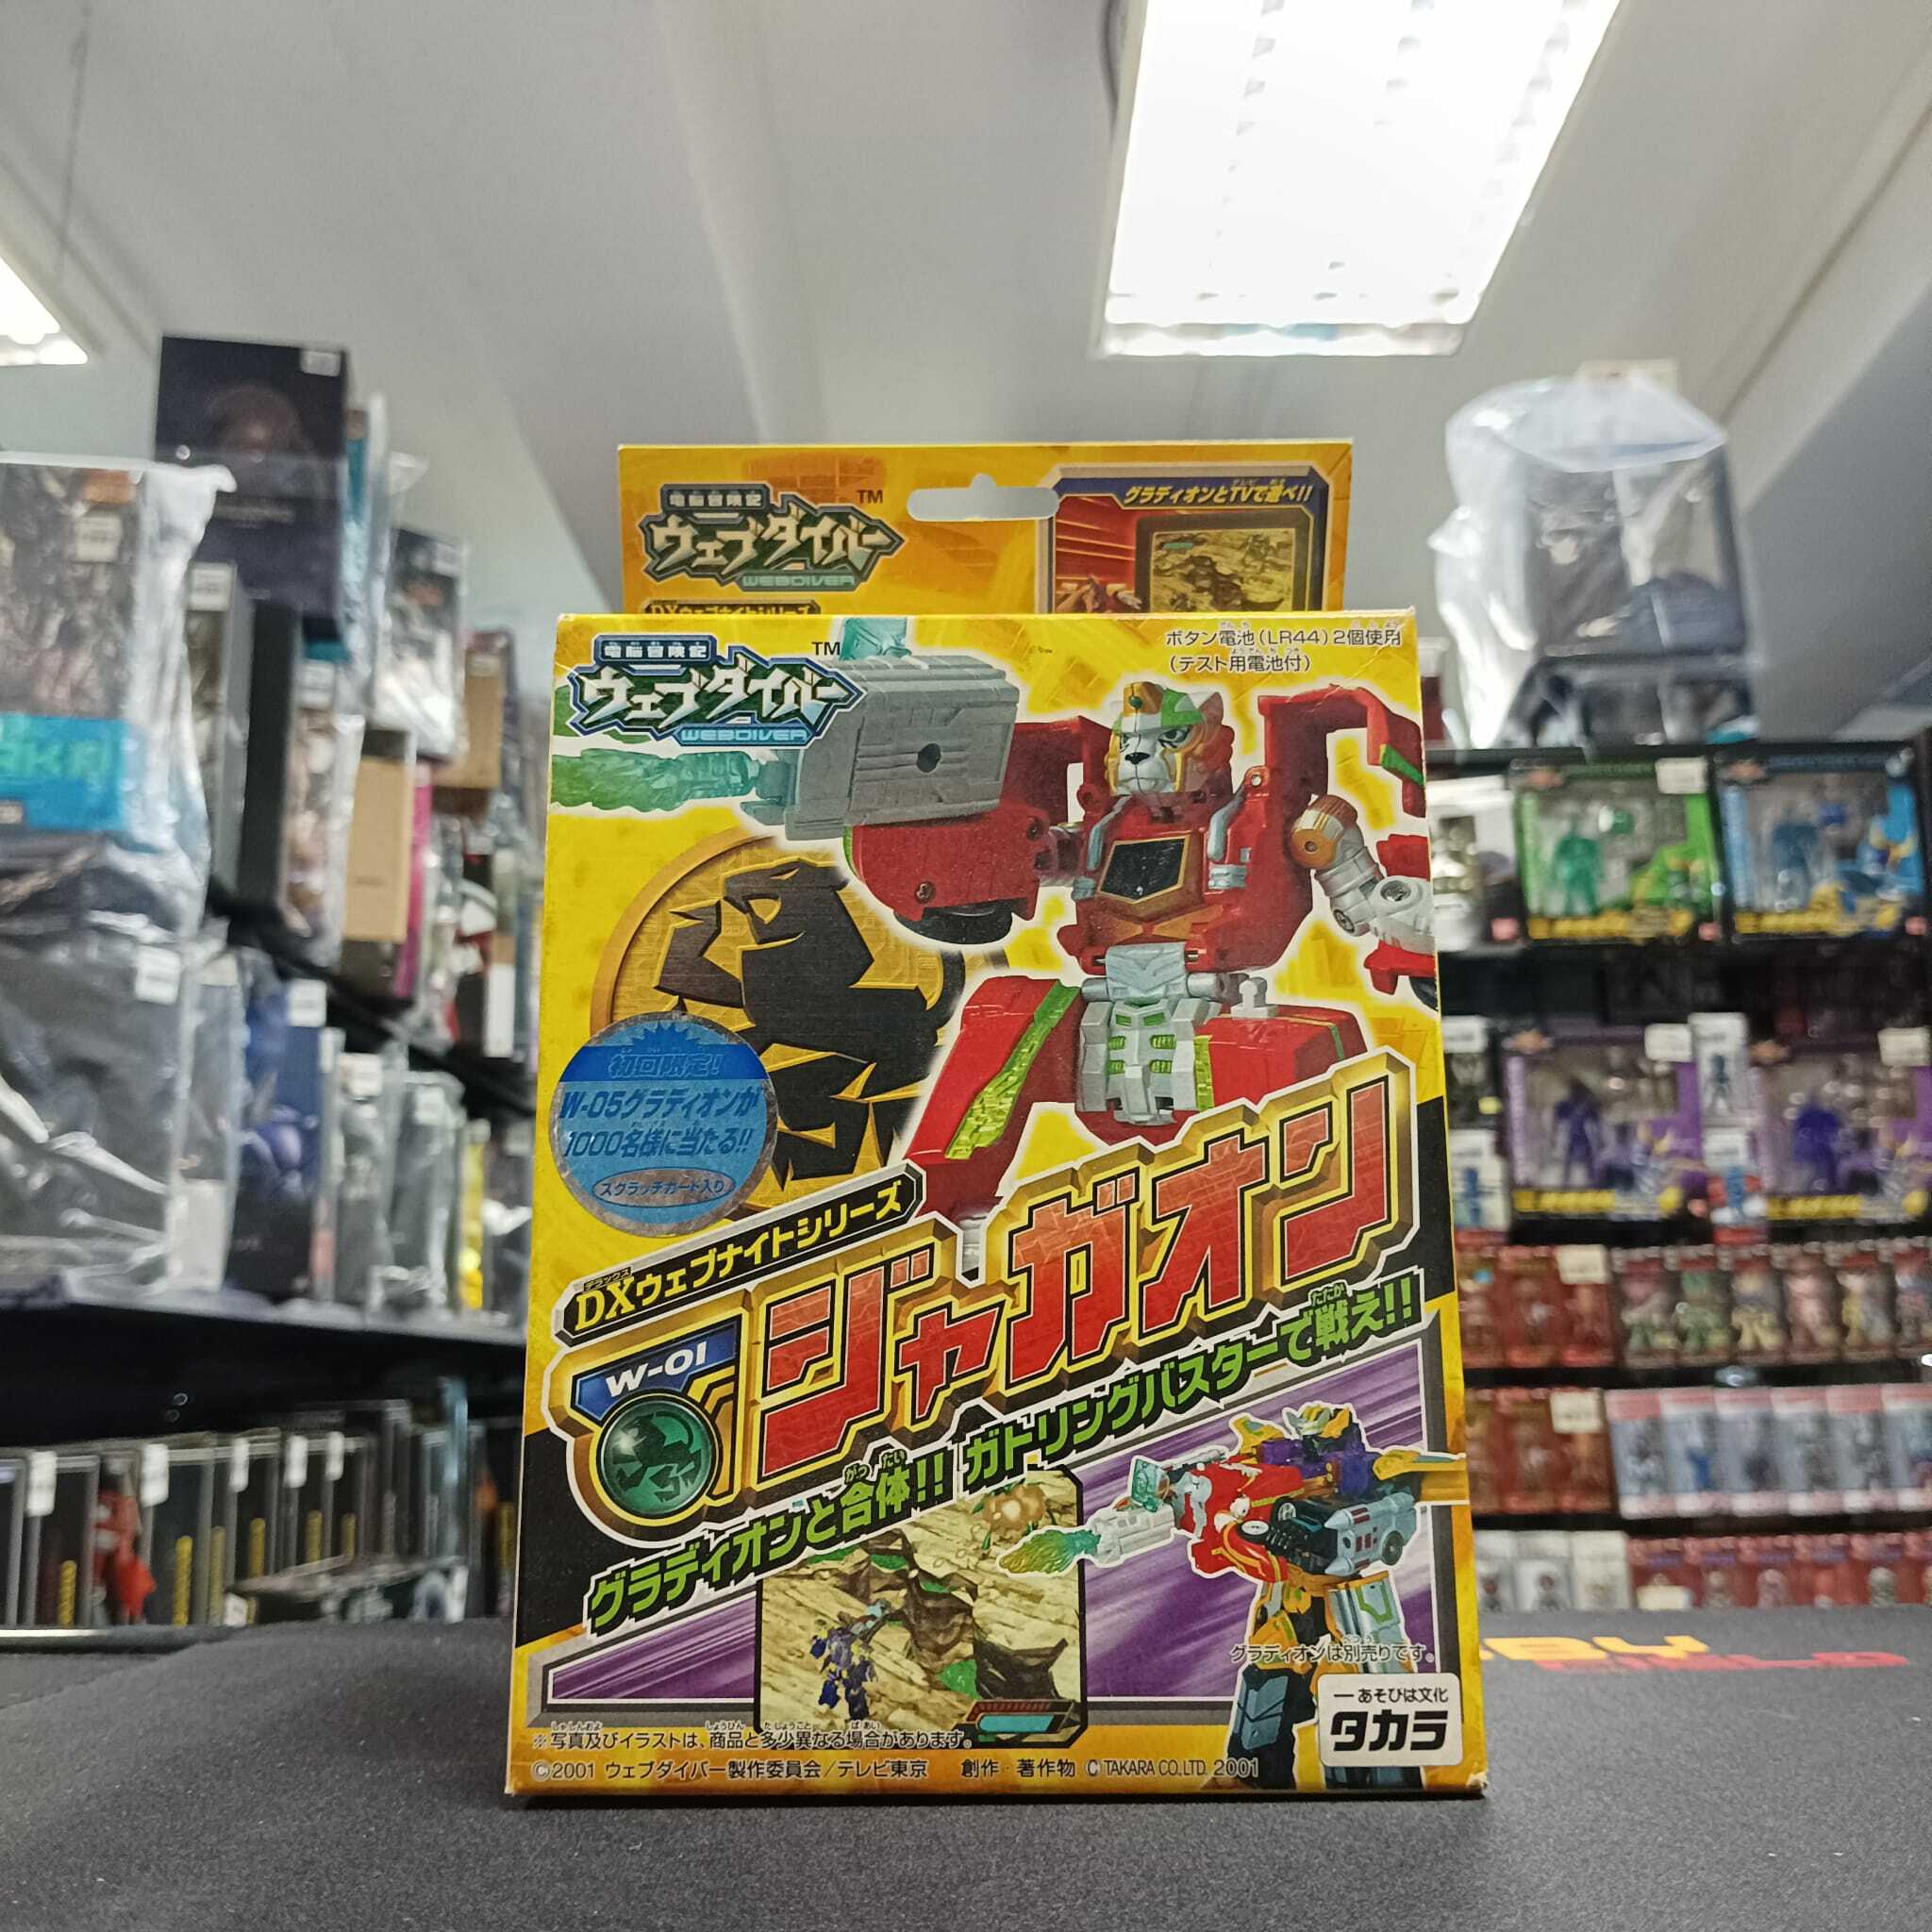 電脳冒険記
TM
ウェブダイバー
WEBDIVER
グラディオンとTVで遊べ!!
DXウェブナイトシリーズ
電脳冒険記
TM
ウェブダイバー
WEBDIVER
ボタン電池(LR44)2個使用
(テスト用電池付)
初回限定!
W-05グラディオンが
1000名様に当たる!!
スクラッチカード入り
DXウェブナイトシリーズ
W-01
ジャガオン
グラディオンと合体!! ガトリングバスターで戦え!!
グラディオンは別売りです。
※写真及びイラストは、商品と多少異なる場合があります。
©2001 ウェブダイバー製作委員会/テレビ東京 創作・著作物 ©TAKARA CO.,LTD. 2001
あそびは文化
タカラ